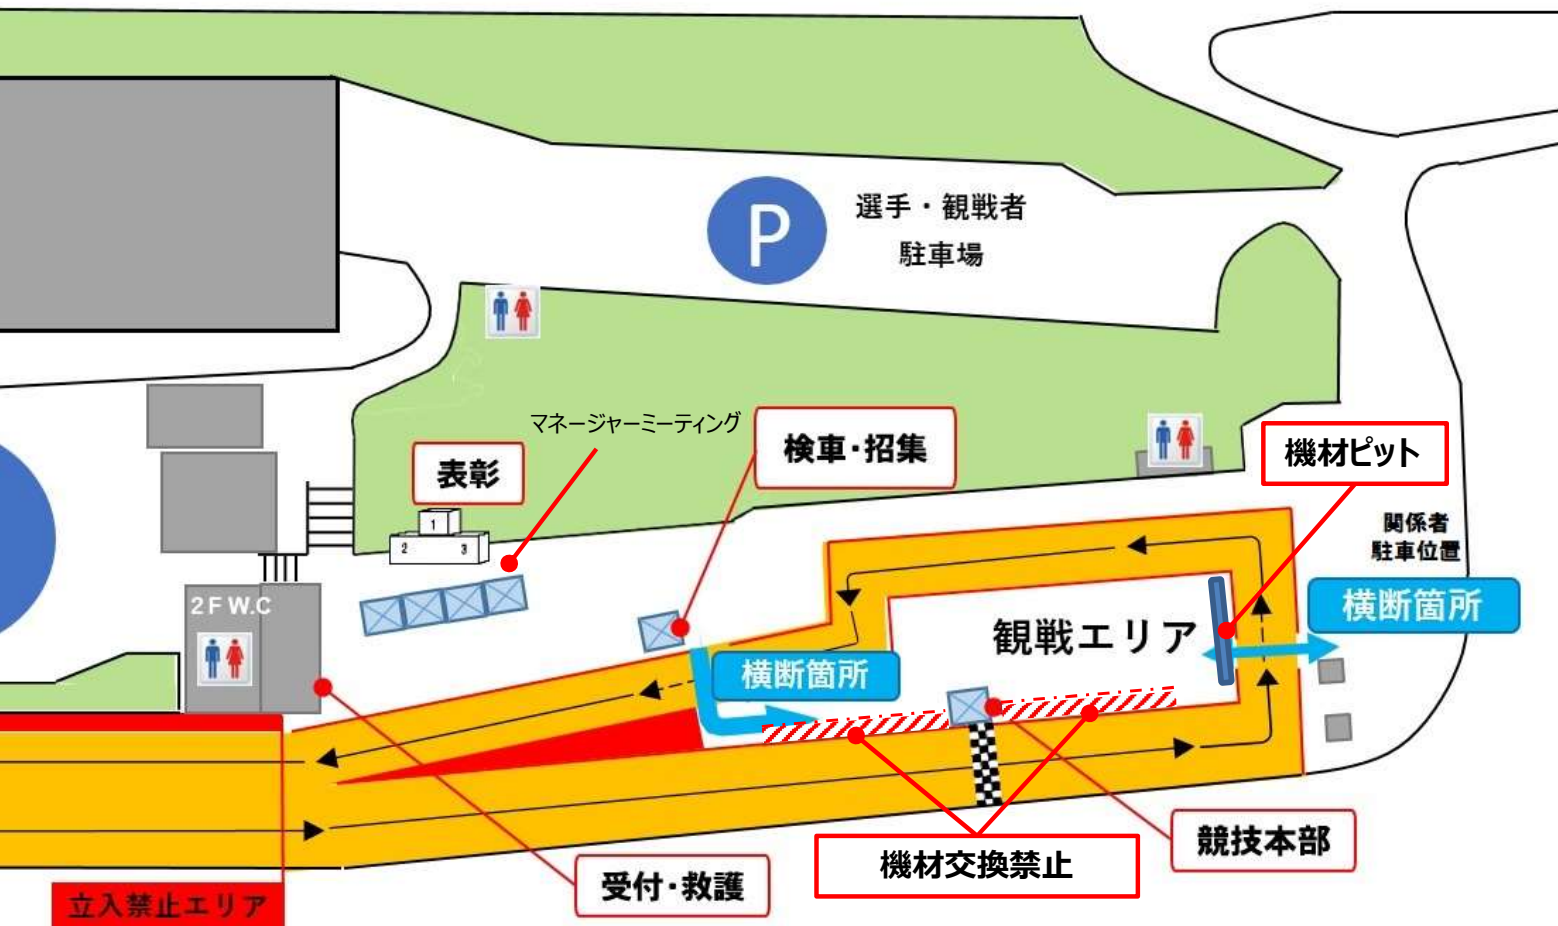 P
選手・観戦者
駐車場
マネージャーミーティング
検車・招集
表彰
機材ピット
1
2
3
関係者
駐車位置
横断箇所
2F W.C
観戦エリア
横断箇所
競技本部
機材交換禁止
受付・救護
立入禁止エリア